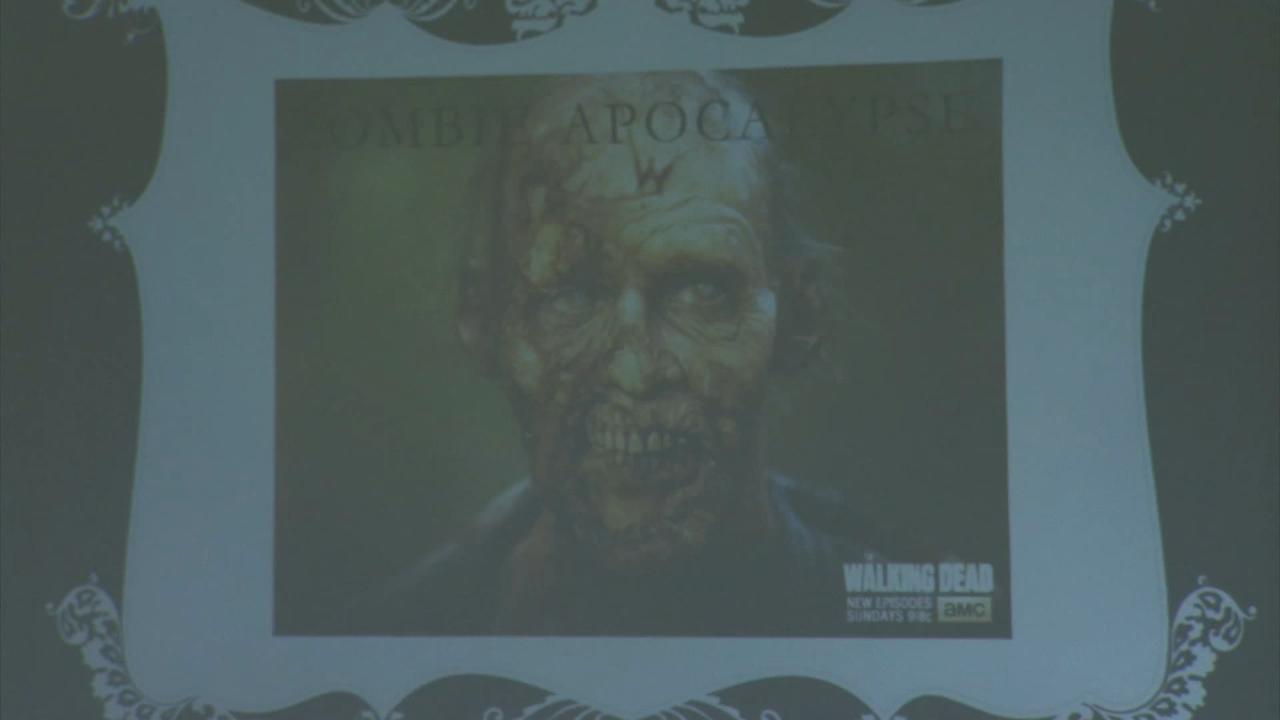 ZOMBIE APOCALYPSE
W
WALKING DEAD
NEW EPISODES
SUNDAYS 9/8c
aMC